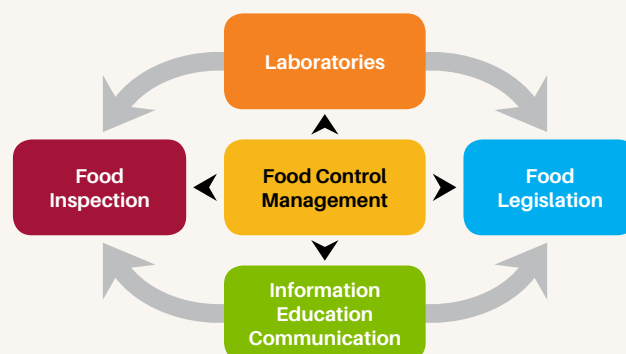 Laboratories
Food
Inspection
Food Control
Management
Food
Legislation
Information
Education
Communication